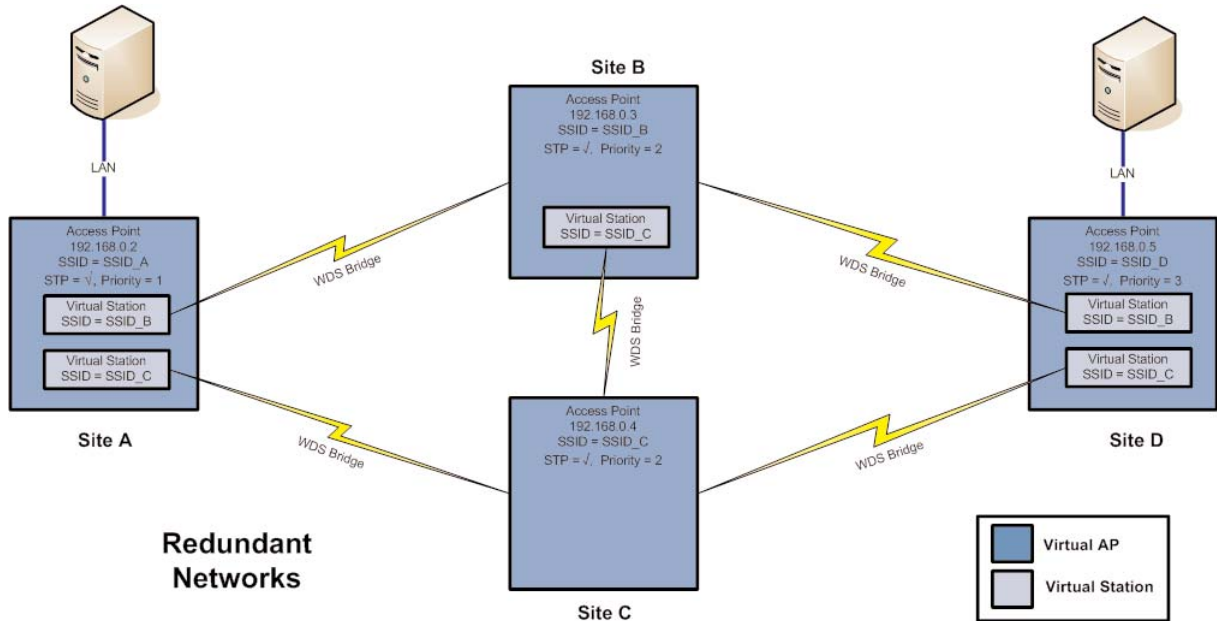 Site B
Access Point
192.168.0.3
SSID = SSID_B
STP = √, Priority = 2
Virtual Station
SSID = SSID_C
LAN
Access Point
192.168.0.2
SSID = SSID_A
STP = √, Priority = 1
Virtual Station
SSID = SSID_B
Virtual Station
SSID = SSID_C
Site A
WDS Bridge
WDS Bridge
WDS Bridge
WDS Bridge
WDS Bridge
LAN
Access Point
192.168.0.5
SSID = SSID_D
STP = √, Priority = 3
Virtual Station
SSID = SSID_B
Virtual Station
SSID = SSID_C
Site D
Access Point
192.168.0.4
SSID = SSID_C
STP = √, Priority = 2
Site C
Redundant
Networks
Virtual AP
Virtual Station